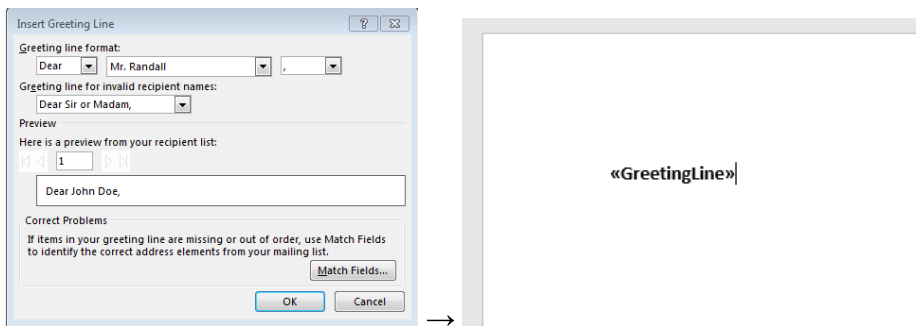 Insert Greeting Line
Greeting line format:
Dear Mr. Randall ,
Greeting line for invalid recipient names:
Dear Sir or Madam,
Preview
Here is a preview from your recipient list:
1
Dear John Doe,
Correct Problems
If items in your greeting line are missing or out of order, use Match Fields
to identify the correct address elements from your mailing list.
Match Fields...
OK Cancel
→
«GreetingLine»